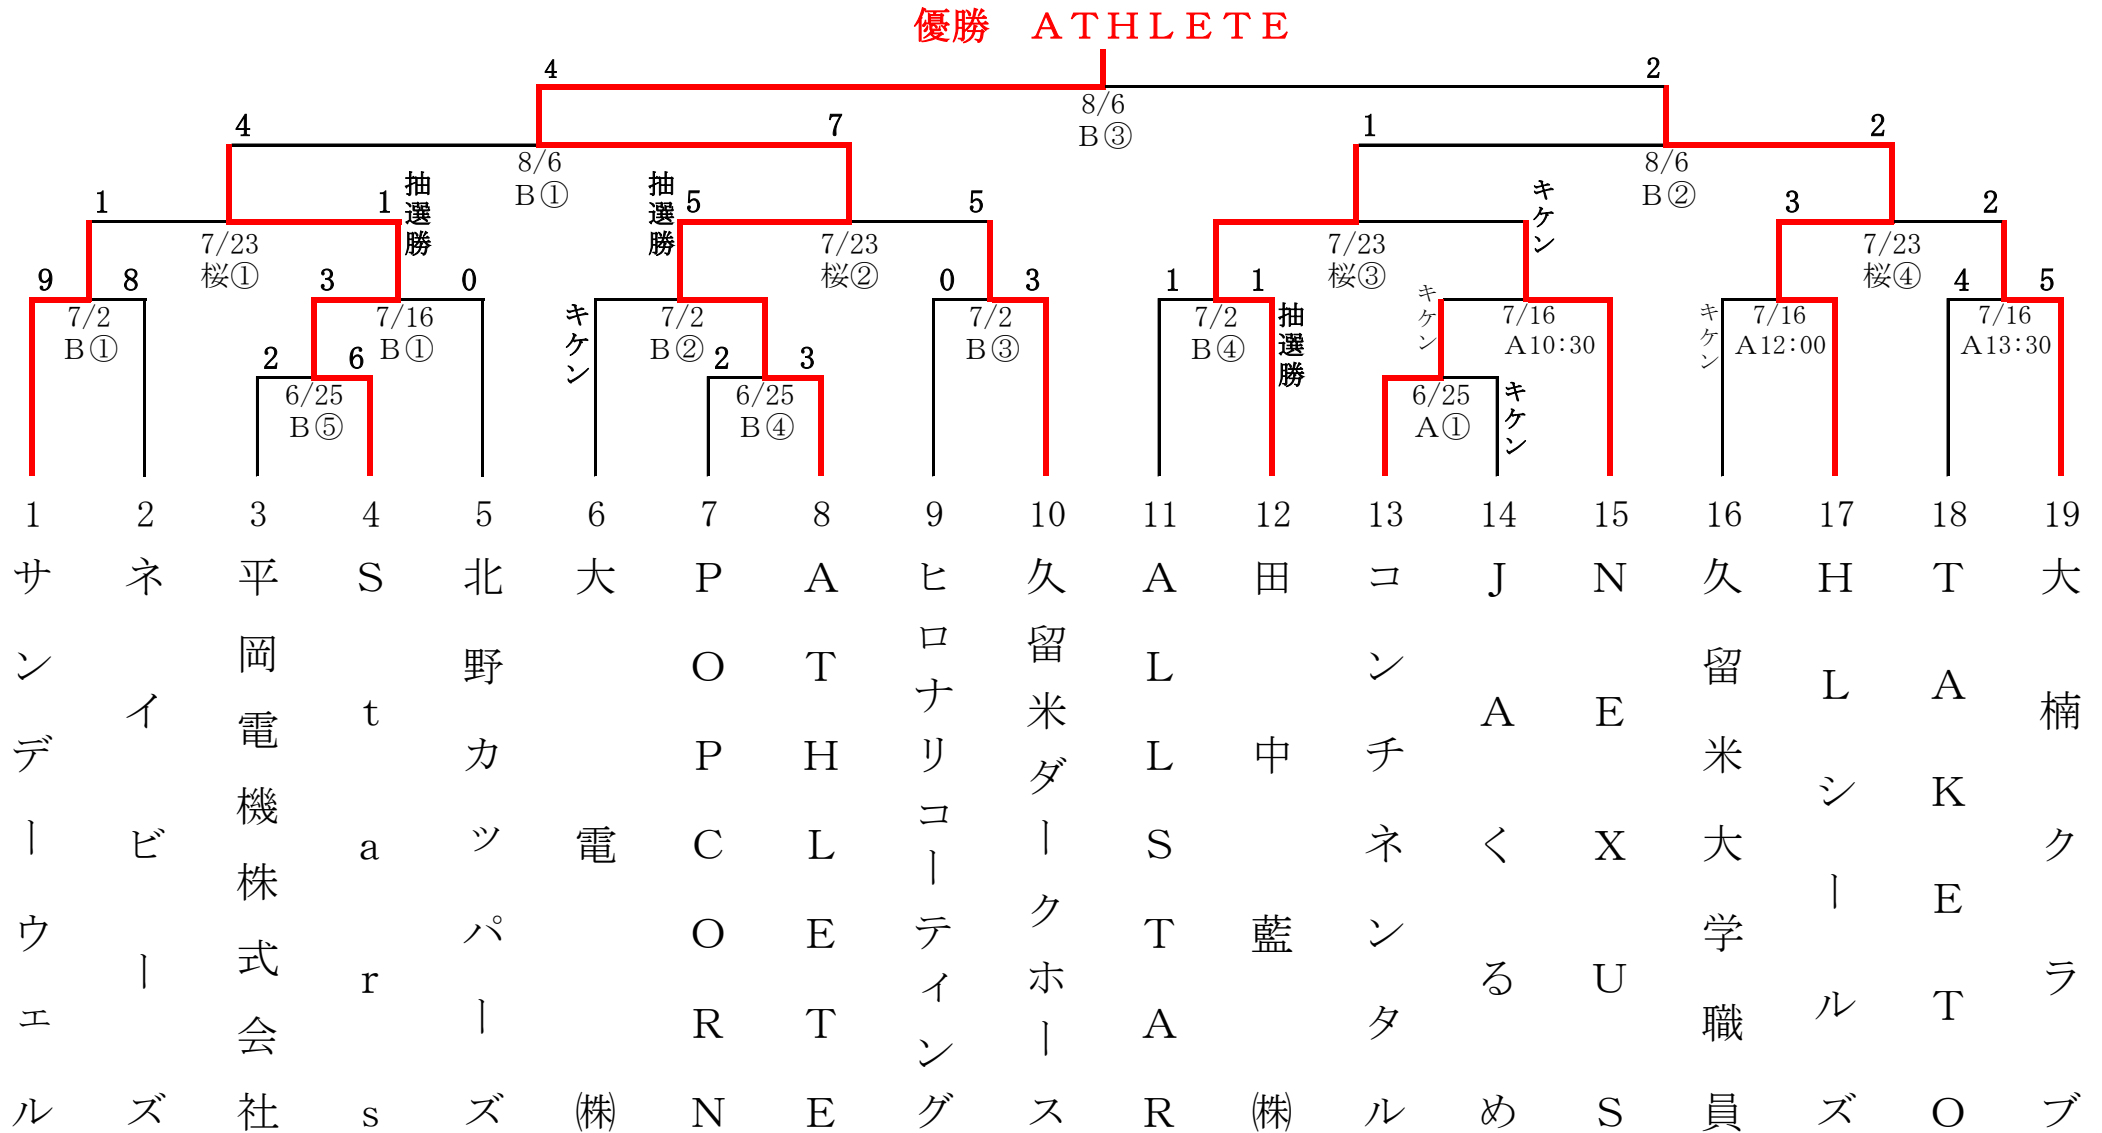 優勝　ＡＴＨＬＥＴＥ
4
2
8/6
Ｂ③
4
7
1
2
8/6
Ｂ①
8/6
Ｂ②
1
1
抽選勝
抽選勝
5
5
キケン
3
2
7/23
桜①
7/23
桜②
7/23
桜③
7/23
桜④
9
8
3
0
キケン
0
3
1
1
抽選勝
キケン
キケン
4
5
7/2
Ｂ①
7/16
Ｂ①
7/2
Ｂ②
7/2
Ｂ③
7/2
Ｂ④
7/16
Ａ10：30
7/16
Ａ12：00
7/16
Ａ13：30
2
6
2
3
キケン
6/25
Ｂ⑤
6/25
Ｂ④
6/25
Ａ①
1
2
3
4
5
6
7
8
9
10
11
12
13
14
15
16
17
18
19
サンデーウェル
ネイビーズ
平岡電機株式会社
Ｓｔａｒｓ
北野カッパーズ
大電㈱
ＰＯＰＣＯＲＮ
ＡＴＨＬＥＴＥ
ヒロナリコーティング
久留米ダークホース
ＡＬＬＳＴＡＲ
田中藍㈱
コンチネンタル
ＪＡくるめ
ＮＥＸＵＳ
久留米大学職員
ＨＬシールズ
ＴＡＫＥＴＯ
大楠クラブ